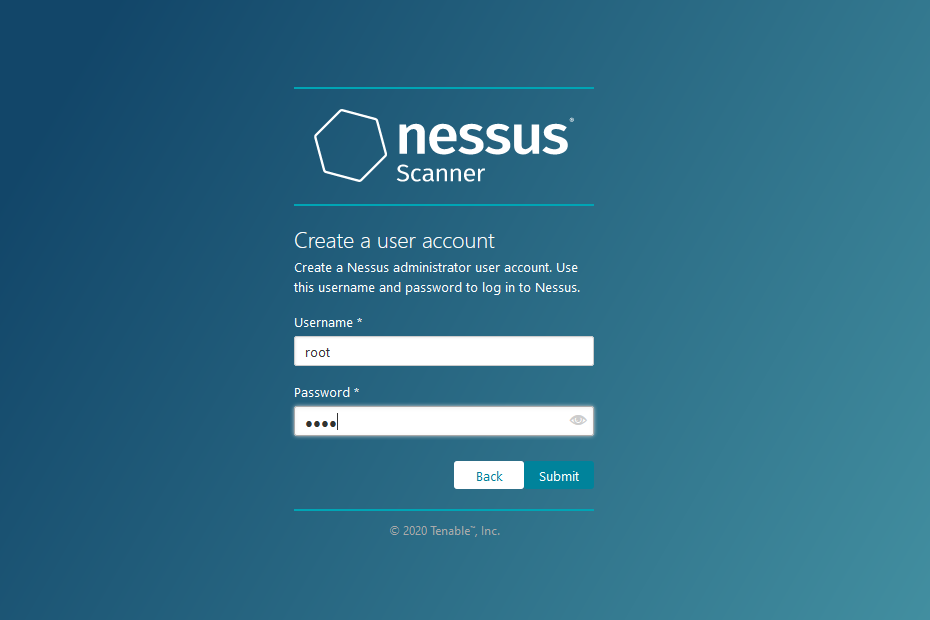 nessus®
Scanner
Create a user account
Create a Nessus administrator user account. Use
this username and password to log in to Nessus.
Username *
root
Password *
••••
Back Submit
© 2020 Tenable™, Inc.